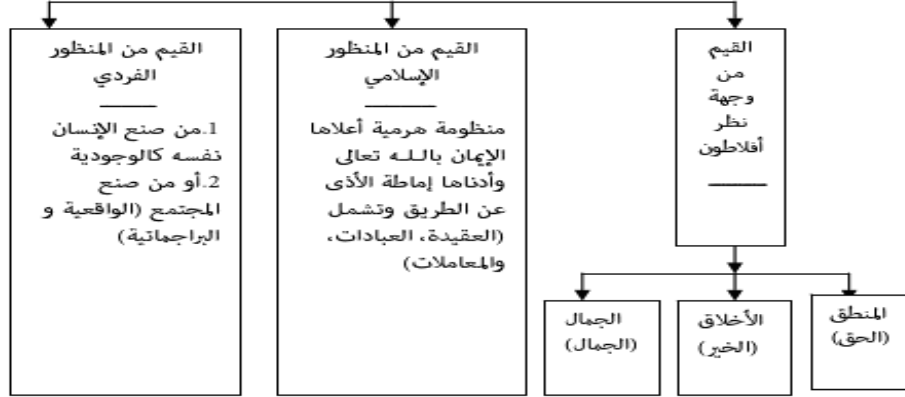 القيم
من
وجهة
نظر
أفلاطون
المنطق
(الحق)
الأخلاق
(الخير)
الجمال
(الجمال)
القيم من المنظور
الإسلامي
منظومة هرمية أعلاها
الإيمان باللـه تعالى
وأدناها إماطة الأذى
عن الطريق وتشمل
(العقيدة، العبادات،
والمعاملات)
القيم من المنظور
الفردي
1.من صنع الإنسان
نفسه كالوجودية
2.أو من صنع
المجتمع (الواقعية و
البراجماتية)